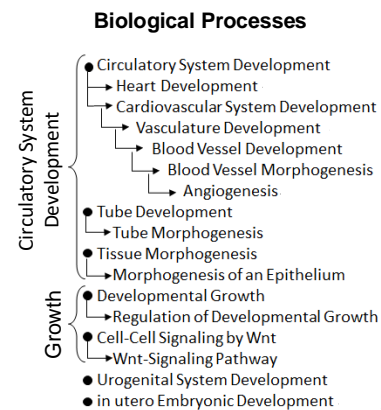 Biological Processes
Circulatory System
Development
Circulatory System Development
Heart Development
Cardiovascular System Development
Vasculature Development
Blood Vessel Development
Blood Vessel Morphogenesis
Angiogenesis
Tube Development
Tube Morphogenesis
Tissue Morphogenesis
Morphogenesis of an Epithelium
Growth
Developmental Growth
Regulation of Developmental Growth
Cell-Cell Signaling by Wnt
Wnt-Signaling Pathway
Urogenital System Development
in utero Embryonic Development